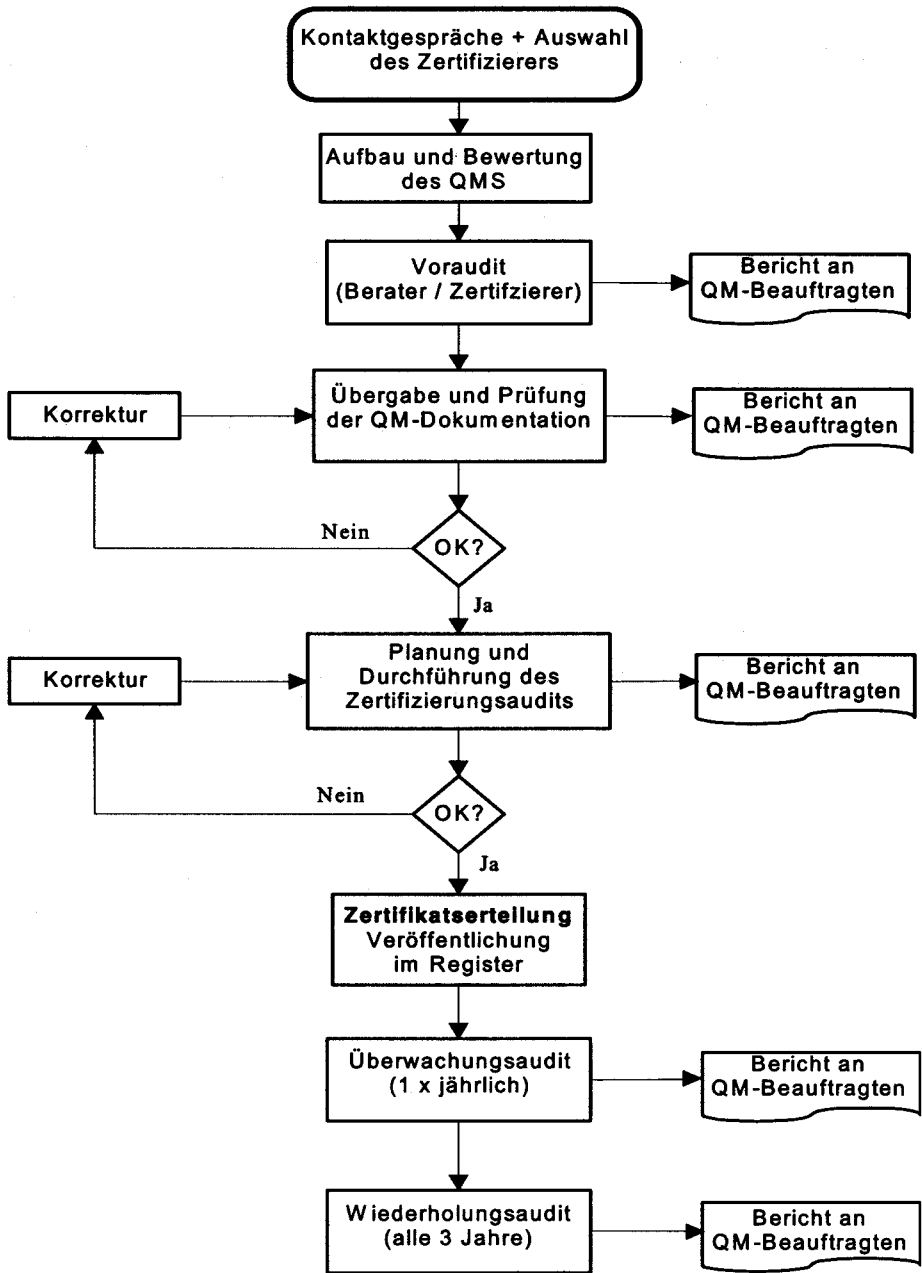 Kontaktgespräche + Auswahl
des Zertifizierers
Aufbau und Bewertung
des QMS
Voraudit
(Berater / Zertifzierer)
Bericht an
QM-Beauftragten
Korrektur
Übergabe und Prüfung
der QM-Dokumentation
Bericht an
QM-Beauftragten
Nein
OK?
Ja
Korrektur
Planung und
Durchführung des
Zertifizierungsaudits
Bericht an
QM-Beauftragten
Nein
OK?
Ja
Zertifikatserteilung
Veröffentlichung
im Register
Überwachungsaudit
(1 x jährlich)
Bericht an
QM-Beauftragten
Wiederholungsaudit
(alle 3 Jahre)
Bericht an
QM-Beauftragten